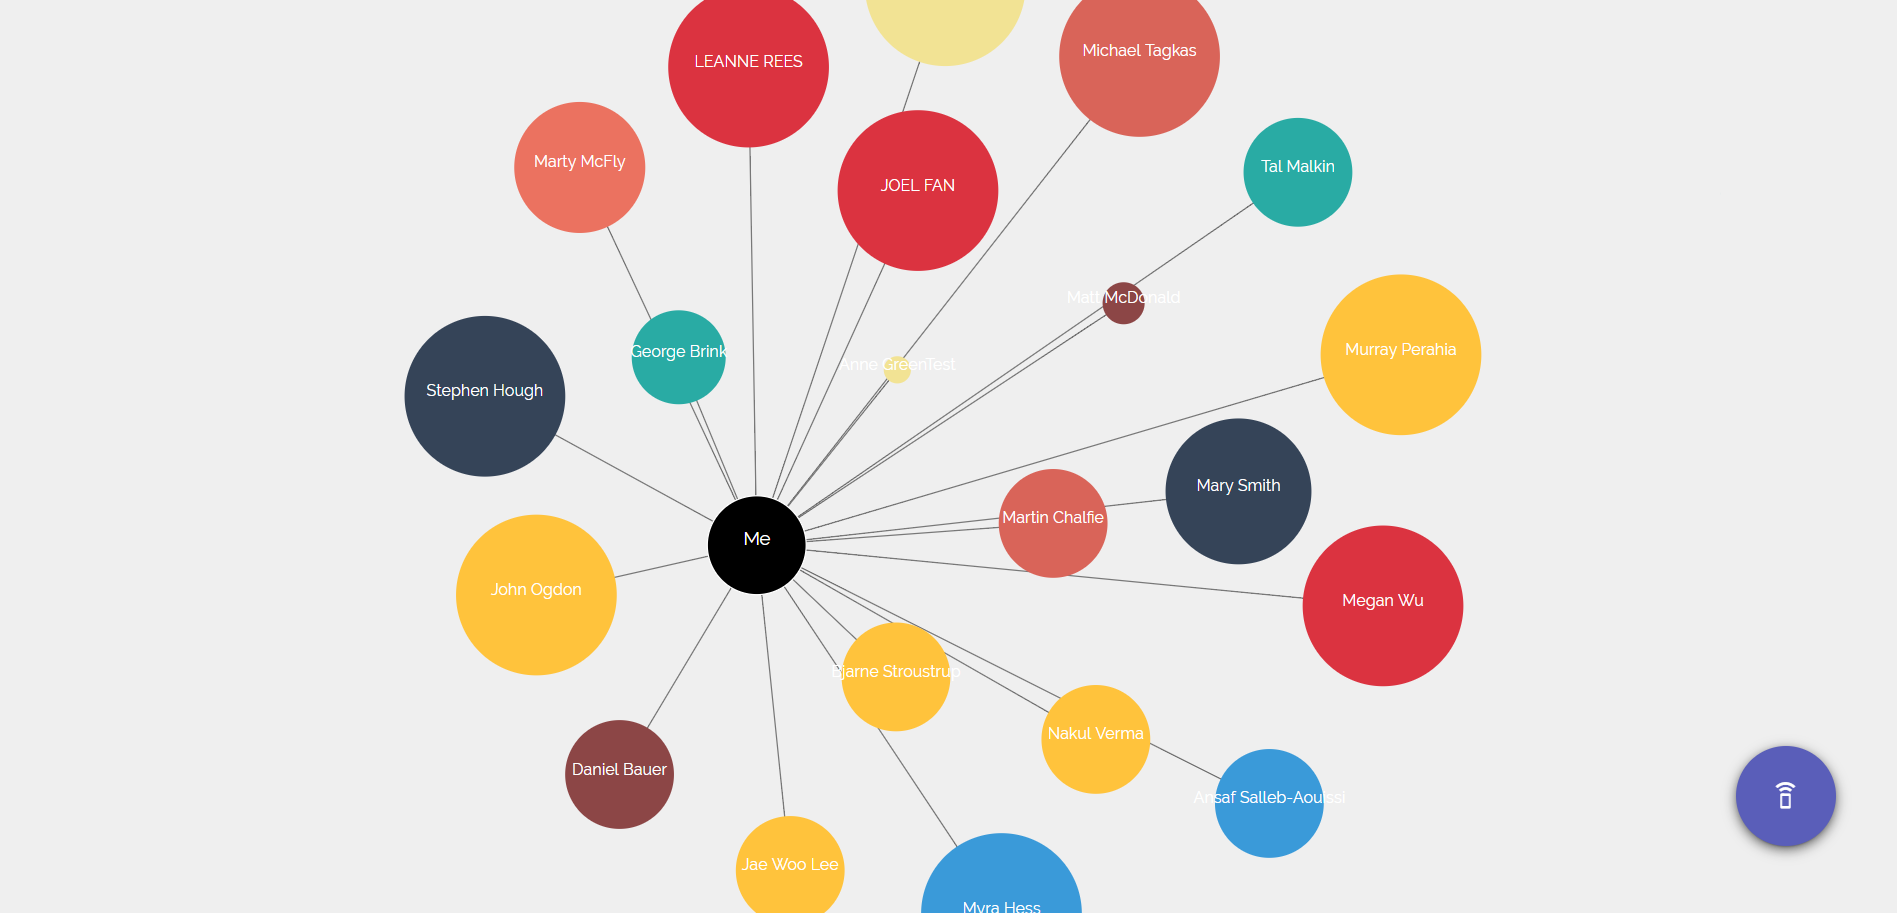 Michael Tagkas
LEANNE REES
Marty McFly
Tal Malkin
JOEL FAN
Matt McDonald
Murray Perahia
George Brink
Anne GreenTest
Stephen Hough
Mary Smith
Martin Chalfie
Me
John Ogdon
Megan Wu
Bjarne Stroustrup
Nakul Verma
Daniel Bauer
Ansaf Salleb-Aouissi
Jae Woo Lee
Myra Hess